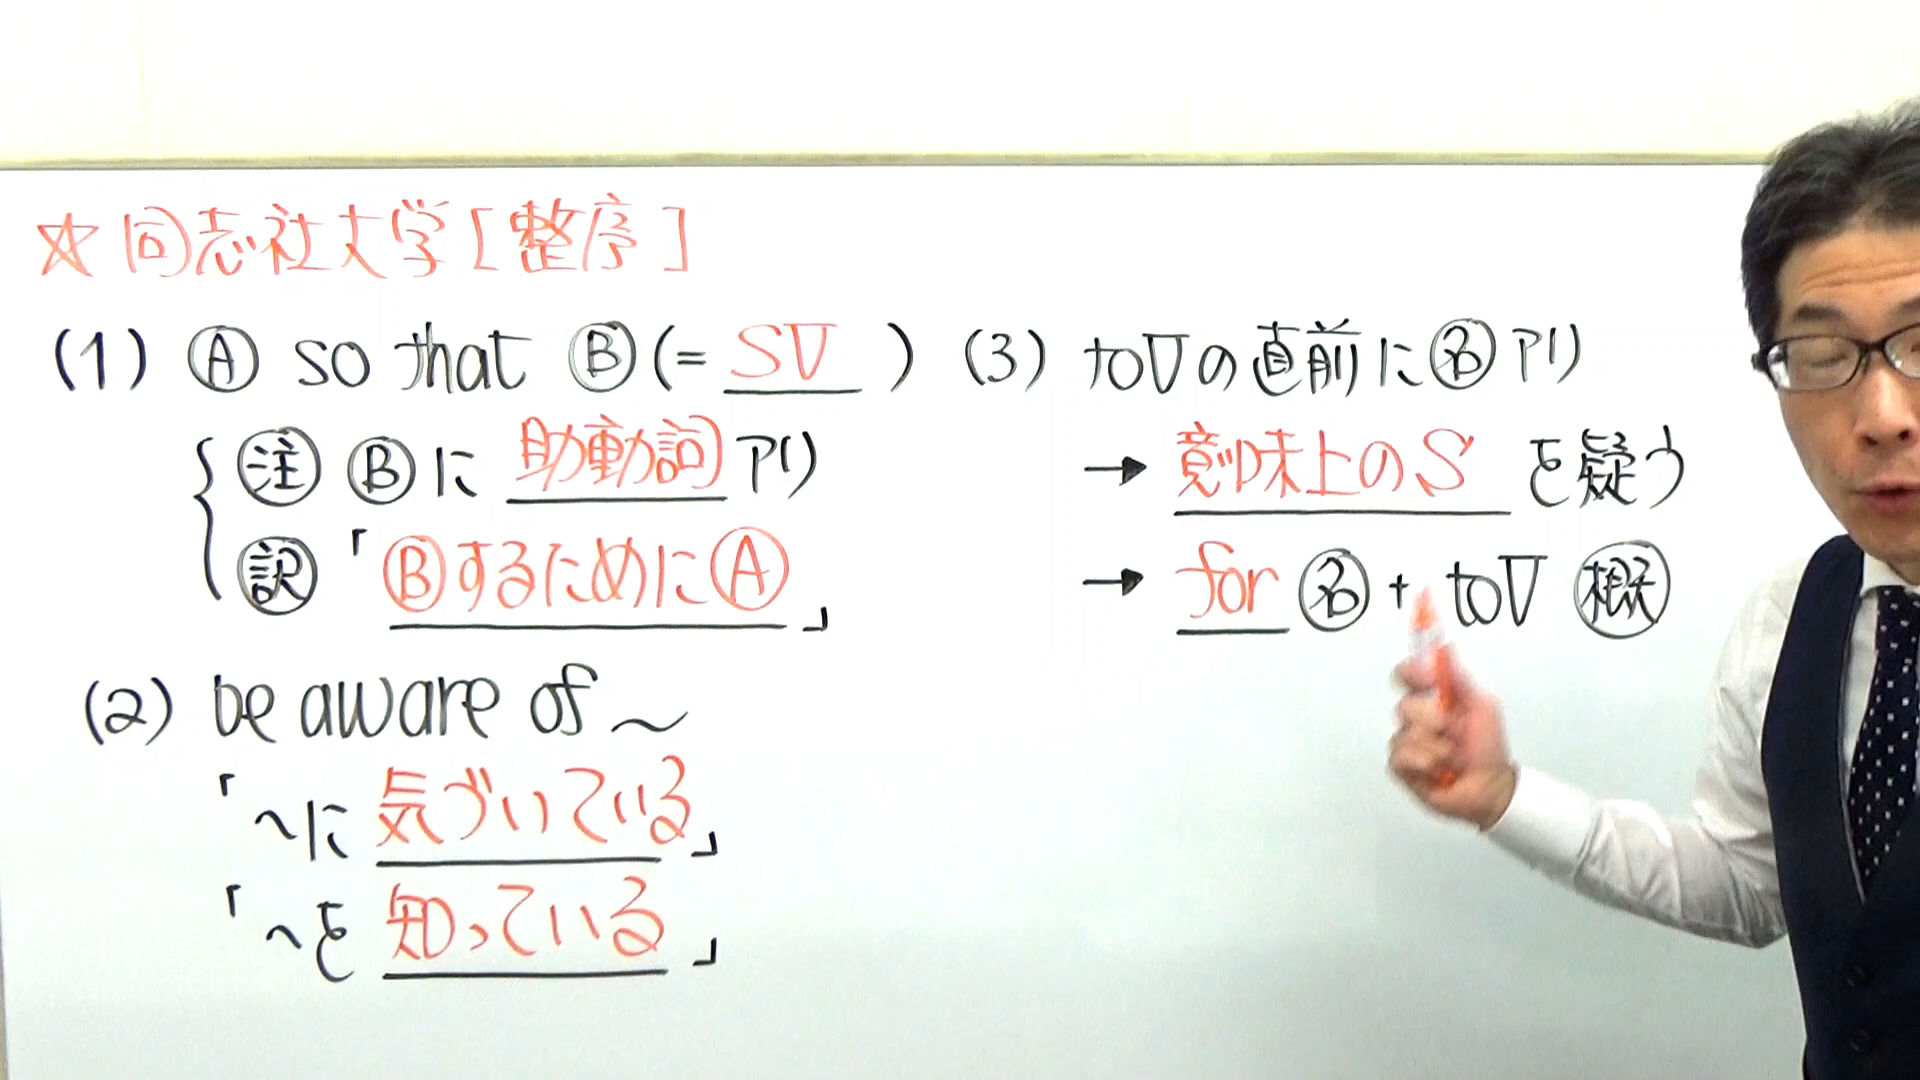 ☆同志社大学[整序]
(1) Ⓐ so that Ⓑ(= SV )
㊟ Ⓑに 助動詞 アリ
訳 「ⒷするためにⒶ」
(2) be aware of ~
「~に 気づいている」
「~を 知っている」
(3) toVの直前に㊔アリ
→ 意味上のS を疑う
→ for 名 + toV 概